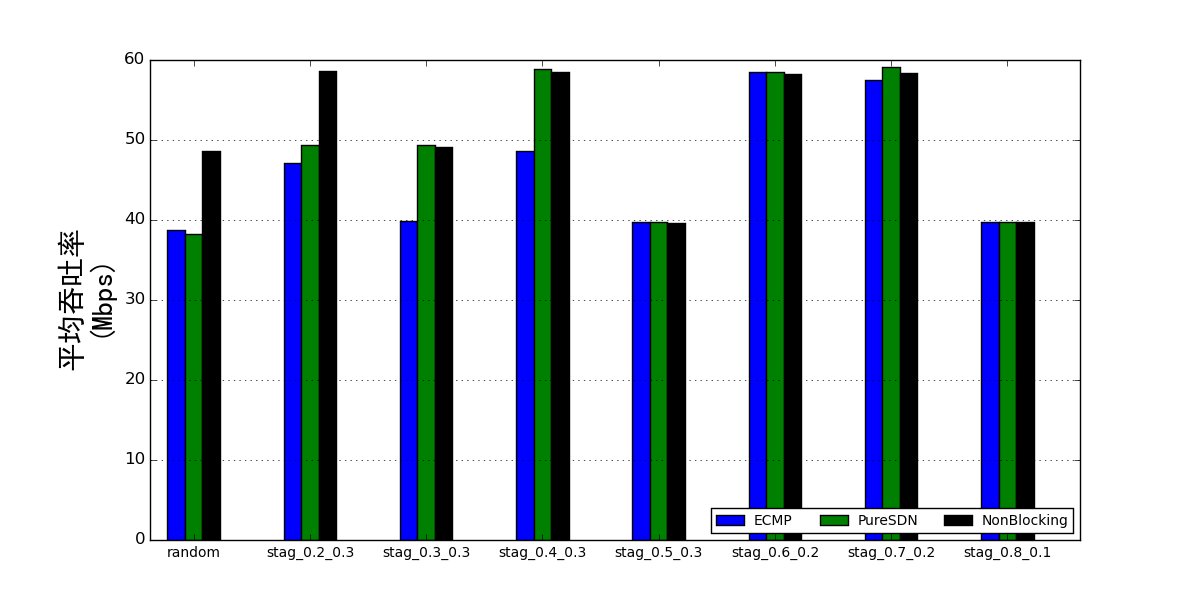 60
50
40
30
20
10
0
平均吞吐率
(Mbps)
ECMP PureSDN NonBlocking
random stag_0.2_0.3 stag_0.3_0.3 stag_0.4_0.3 stag_0.5_0.3 stag_0.6_0.2 stag_0.7_0.2 stag_0.8_0.1